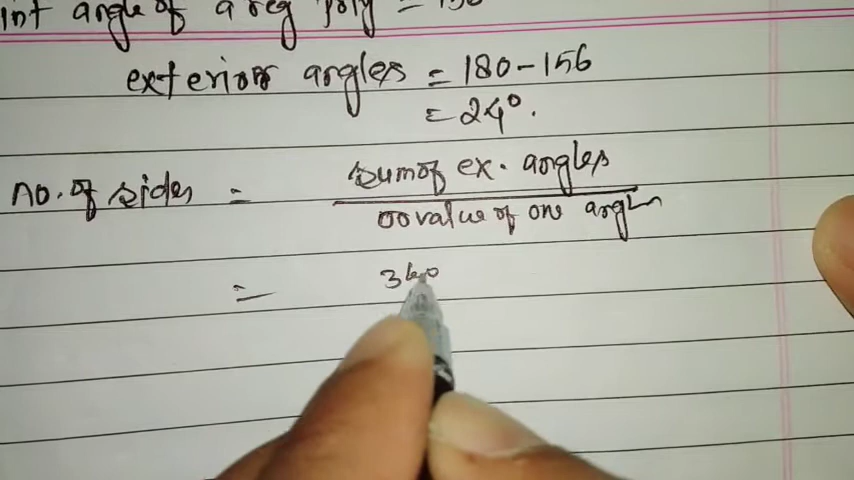 int angle of a reg poly = 156
exterior angles = 180-156
= 24°.
no. of sides = sum of ex. angles
value of one angle
= 360